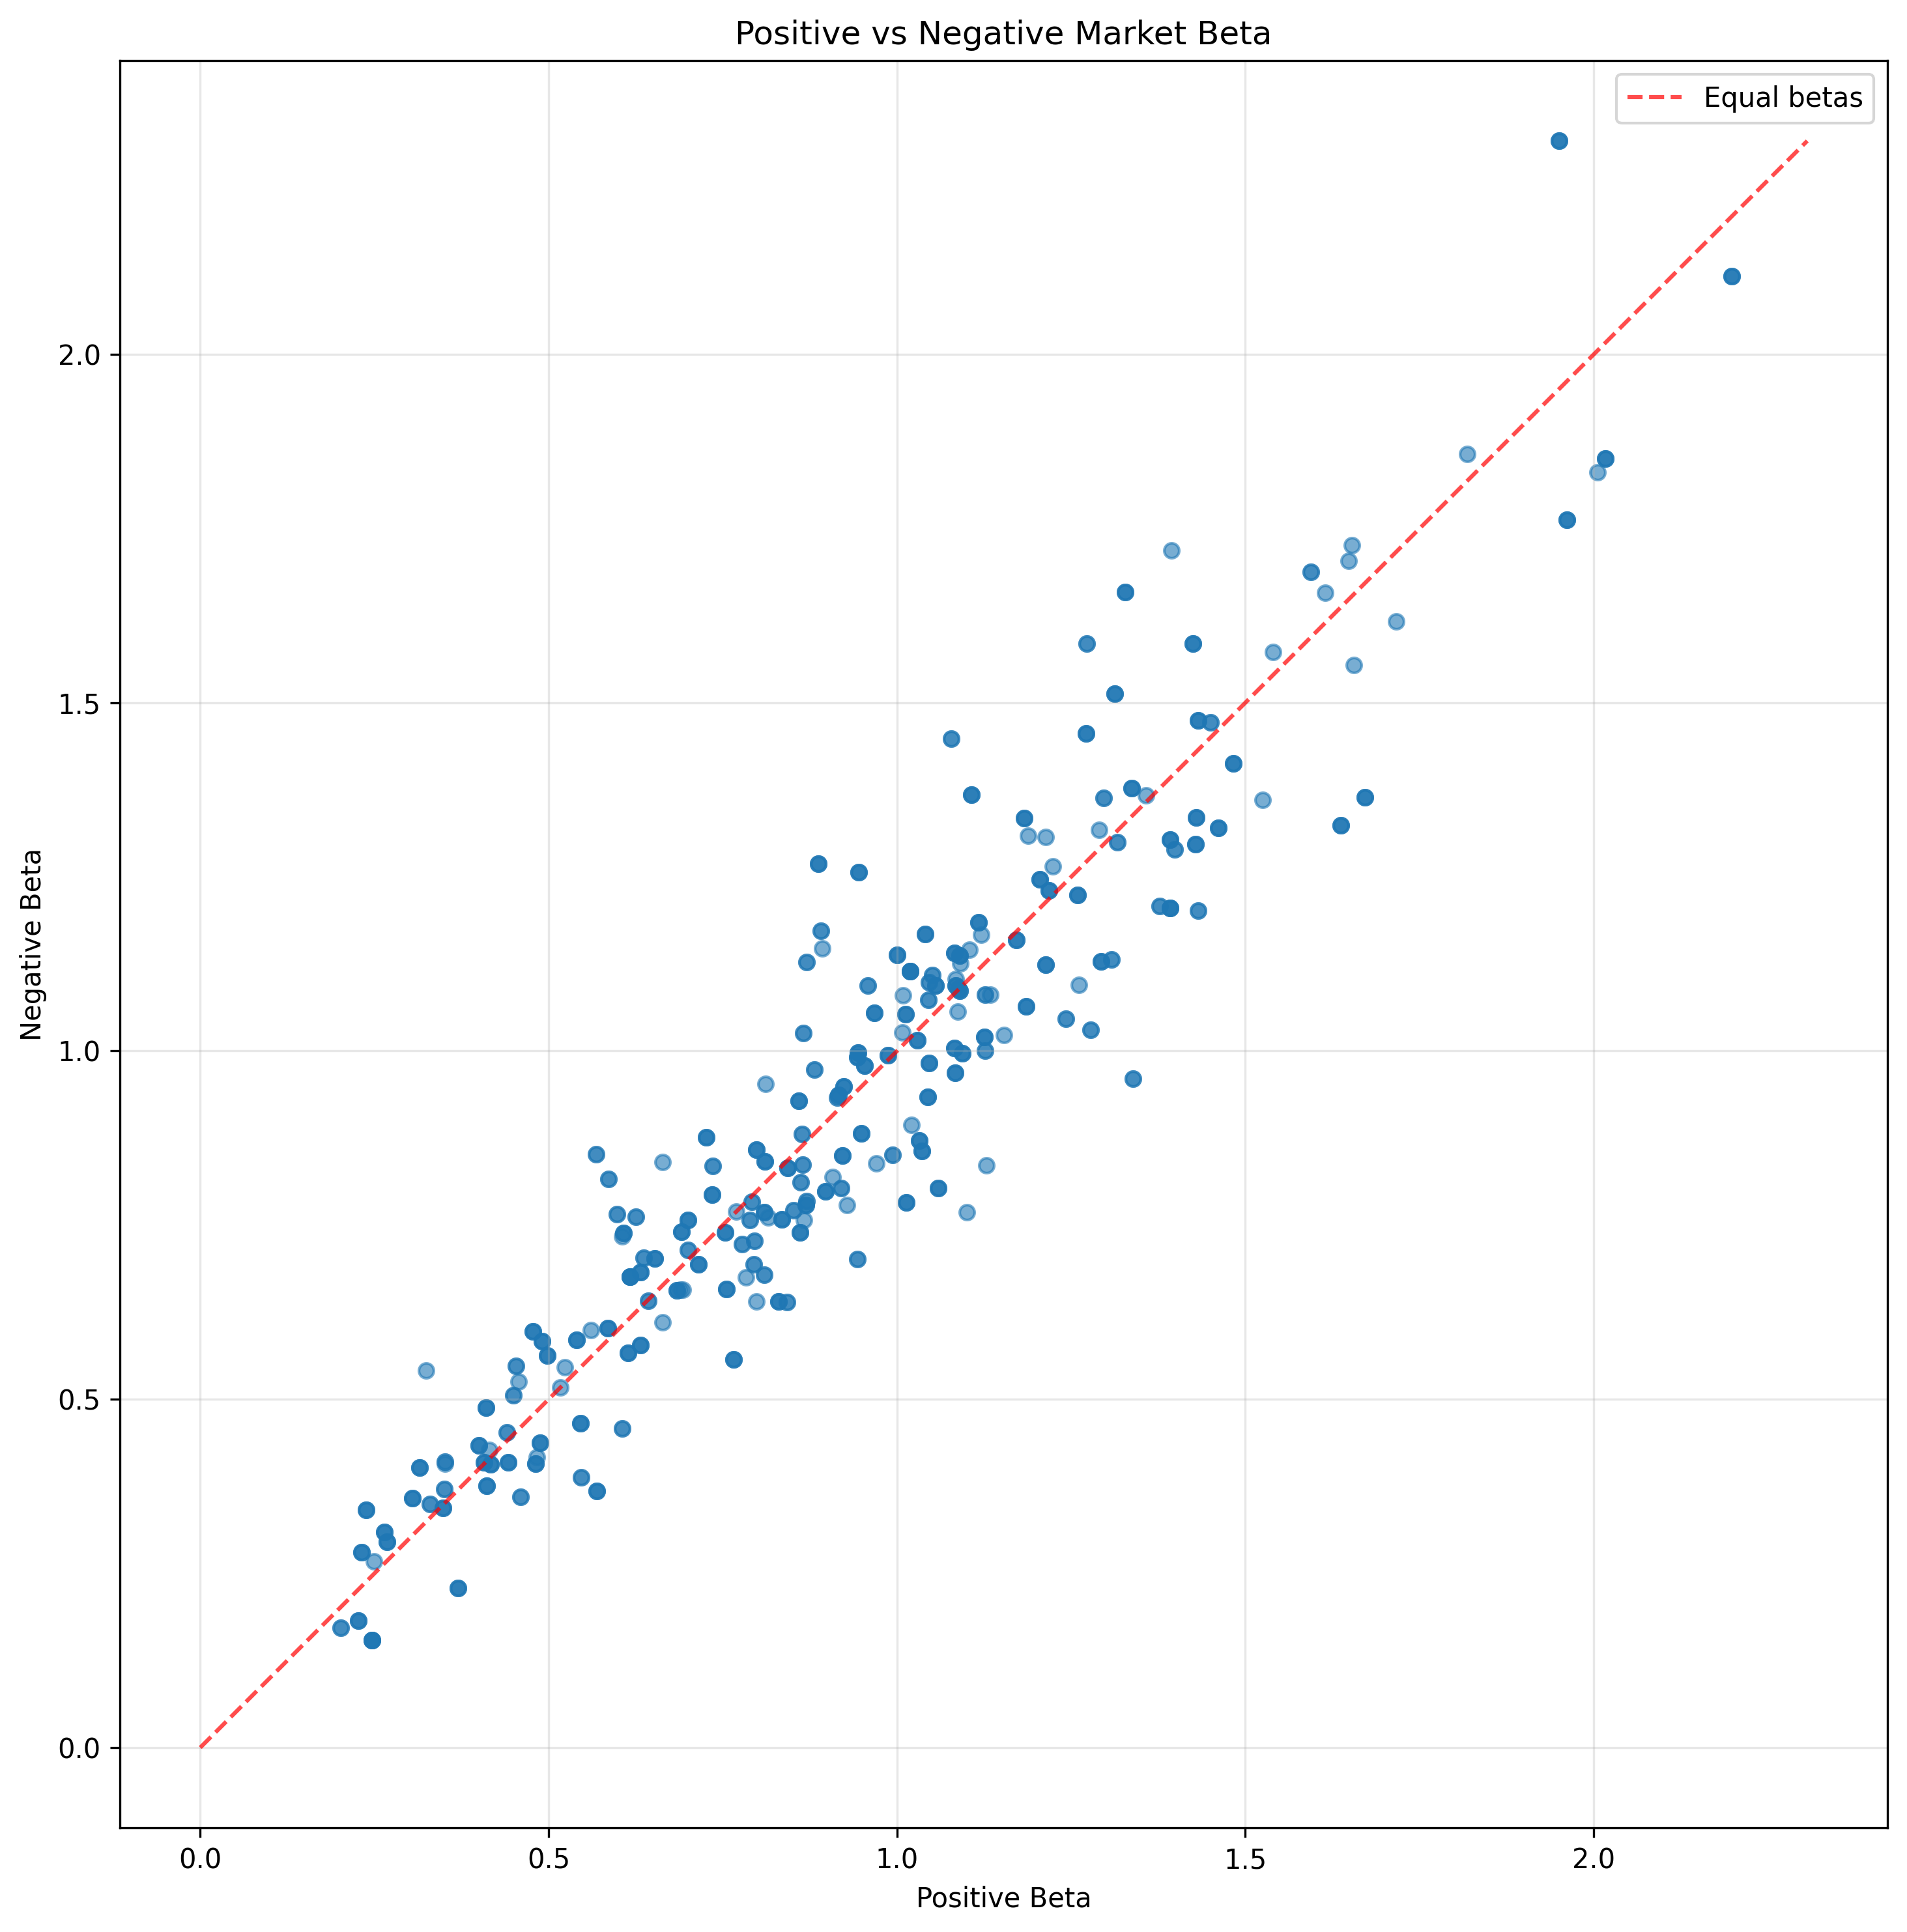 Positive vs Negative Market Beta
Equal betas
Negative Beta
2.0
1.5
1.0
0.5
0.0
0.0 0.5 1.0 1.5 2.0
Positive Beta